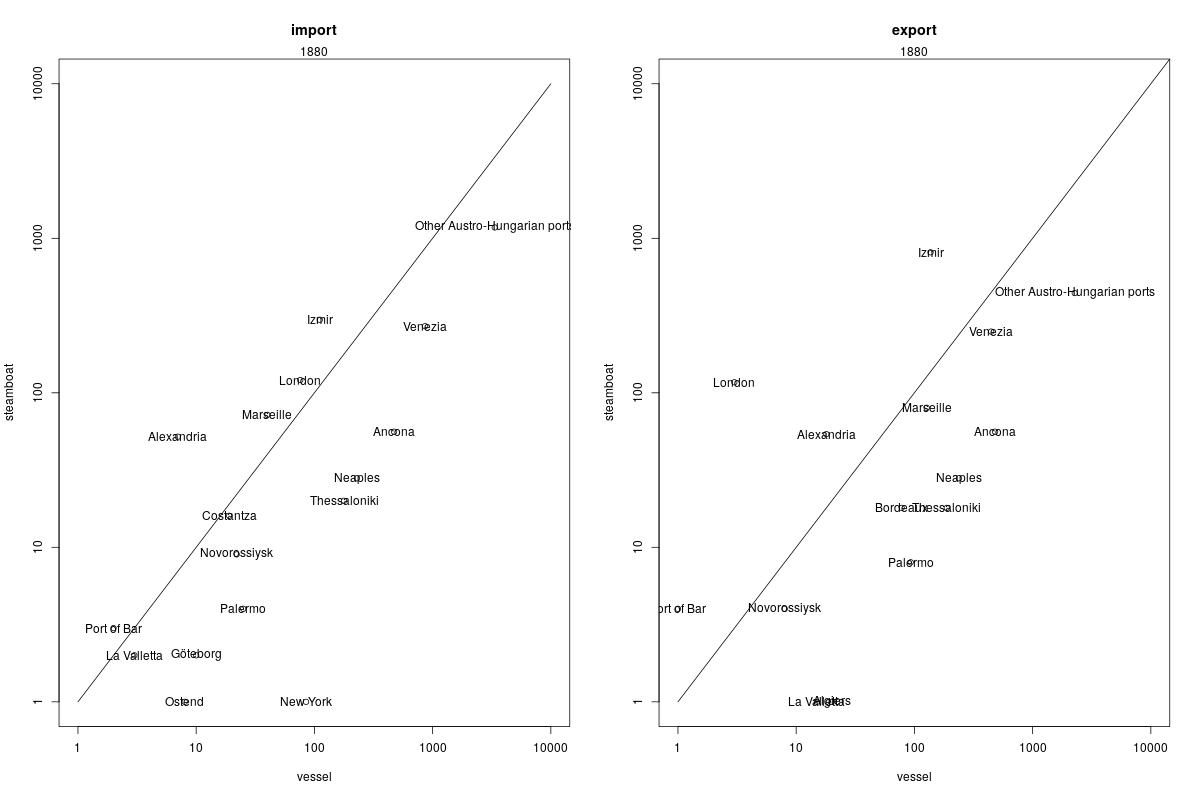 import
1880
10000
1000
100
10
1
steamboat
Other Austro-Hungarian ports
Izmir
Venezia
London
Marseille
Alexandria
Ancona
Neaples
Thessaloniki
Costantza
Novorossiysk
Palermo
Port of Bar
La Valletta
Göteborg
Ostend
New York
1 10 100 1000 10000
vessel
export
1880
10000
1000
100
10
1
steamboat
Izmir
Other Austro-Hungarian ports
Venezia
London
Marseille
Alexandria
Ancona
Neaples
Bordeaux
Thessaloniki
Palermo
ort of Bar
Novorossiysk
La Valletta
Algiers
1 10 100 1000 10000
vessel